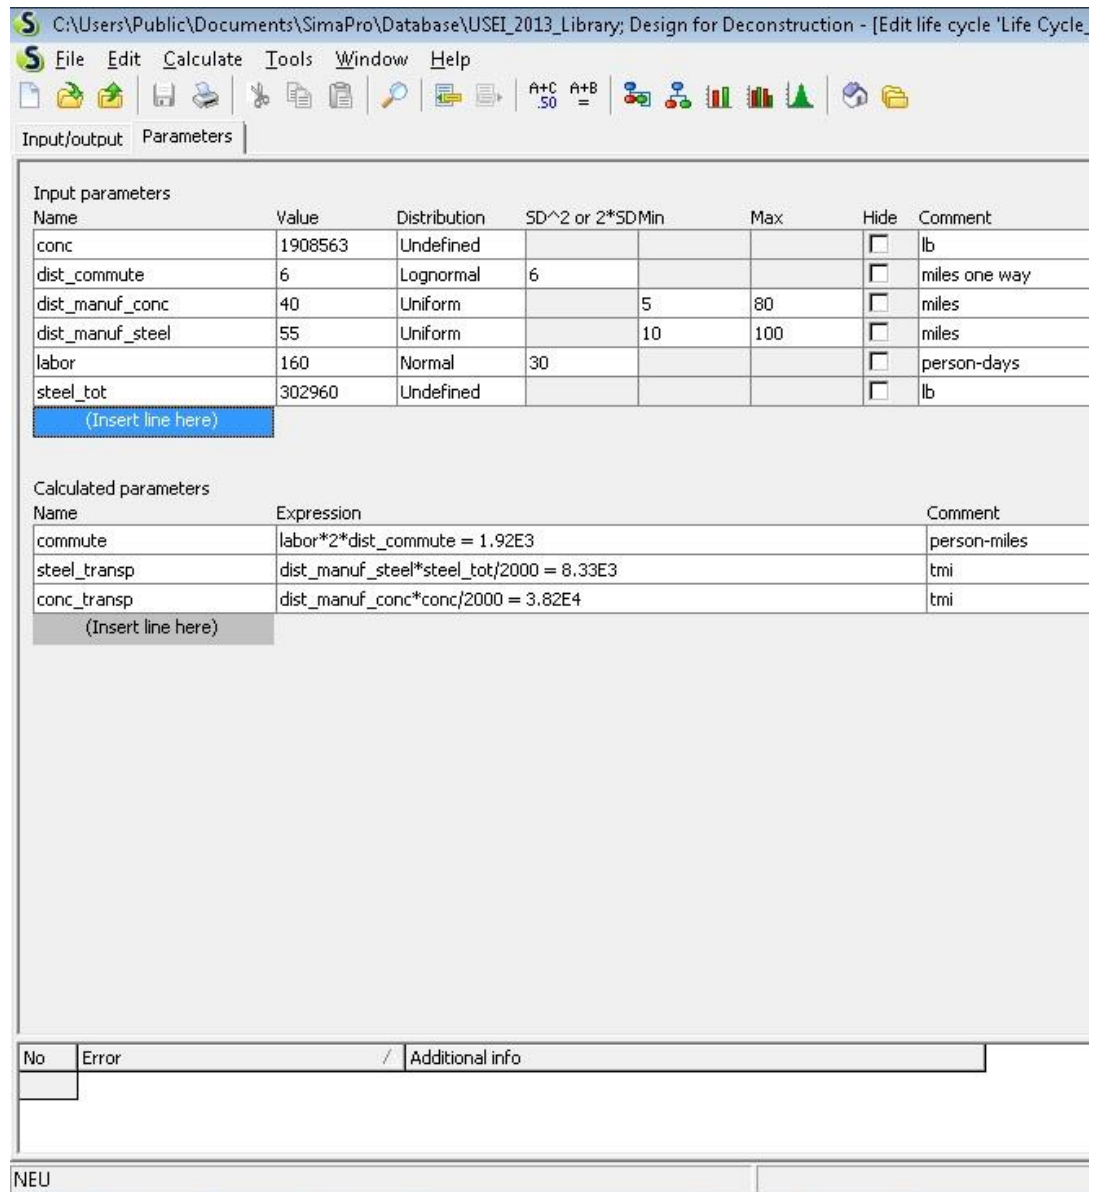 C:\Users\Public\Documents\SimaPro\Database\USEI_2013_Library; Design for Deconstruction - [Edit life cycle 'Life Cycle_
File Edit Calculate Tools Window Help
A+C .50 A+B =
Input/output Parameters
Input parameters
Name Value Distribution SD^2 or 2*SD Min Max Hide Comment
conc 1908563 Undefined lb
dist_commute 6 Lognormal 6 miles one way
dist_manuf_conc 40 Uniform 5 80 miles
dist_manuf_steel 55 Uniform 10 100 miles
labor 160 Normal 30 person-days
steel_tot 302960 Undefined lb
(Insert line here)
Calculated parameters
Name Expression Comment
commute labor*2*dist_commute = 1.92E3 person-miles
steel_transp dist_manuf_steel*steel_tot/2000 = 8.33E3 tmi
conc_transp dist_manuf_conc*conc/2000 = 3.82E4 tmi
(Insert line here)
No Error / Additional info
NEU